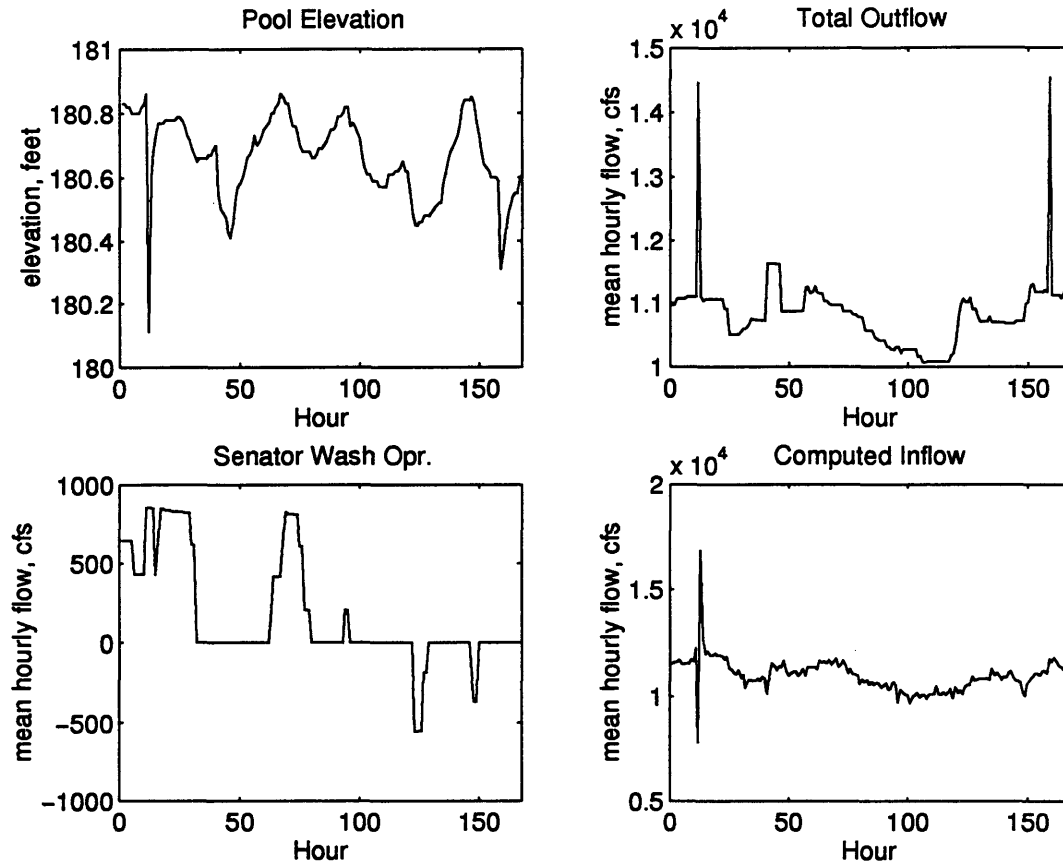 Pool Elevation
181
180.8
180.6
180.4
180.2
180
elevation, feet
0 50 100 150
Hour
Total Outflow
x 10^4
1.5
1.4
1.3
1.2
1.1
1
mean hourly flow, cfs
0 50 100 150
Hour
Senator Wash Opr.
1000
500
0
-500
-1000
mean hourly flow, cfs
0 50 100 150
Hour
Computed Inflow
x 10^4
2
1.5
1
0.5
mean hourly flow, cfs
0 50 100 150
Hour